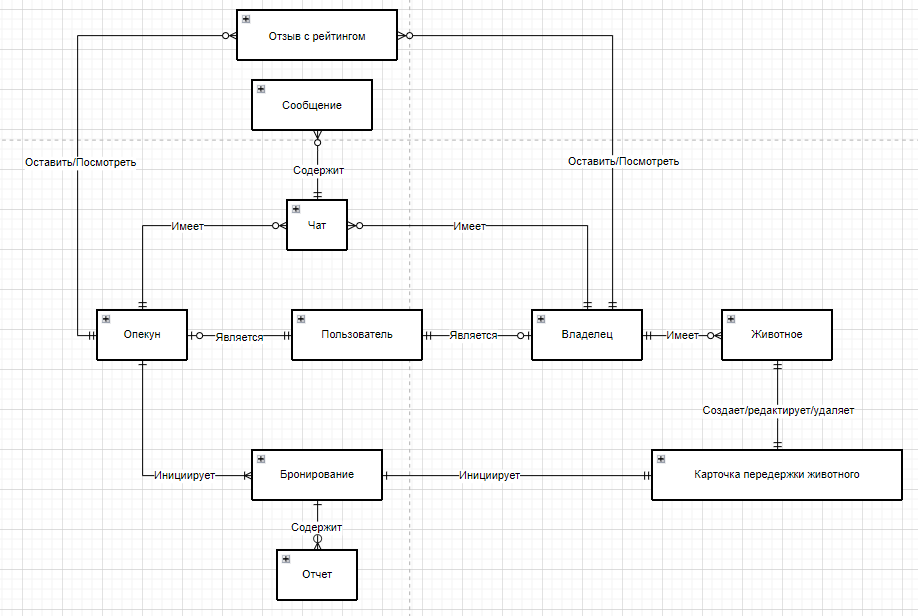 Отзыв с рейтингом
Сообщение
Оставить/Посмотреть
Оставить/Посмотреть
Содержит
Имеет
Чат
Имеет
Опекун
Является
Пользователь
Является
Владелец
Имеет
Животное
Создает/редактирует/удаляет
Инициирует
Бронирование
Инициирует
Карточка передержки животного
Содержит
Отчет